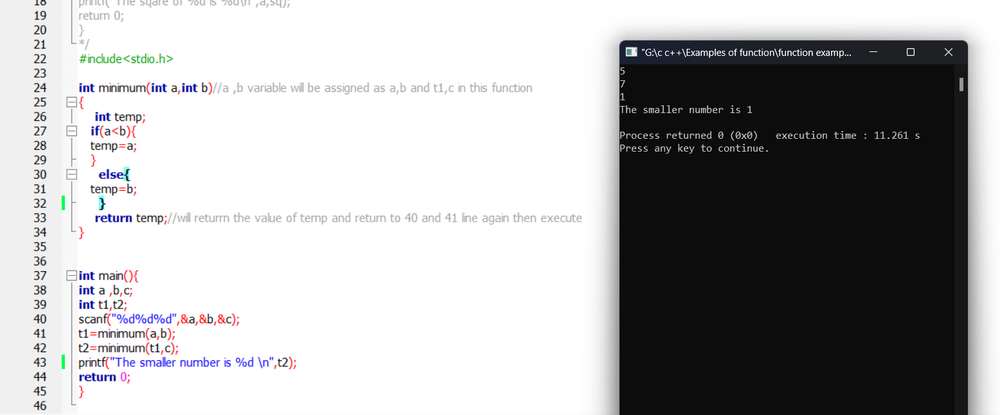 18 printf("The sqare of %d is %d\n",a,sq);
19 return 0;
20 }
21 */
22 #include<stdio.h>
23
24 int minimum(int a,int b)//a ,b variable will be assigned as a,b and t1,c in this function
25 {
26 int temp;
27 if(a<b){
28 temp=a;
29 }
30 else{
31 temp=b;
32 }
33 return temp;//will returrn the value of temp and return to 40 and 41 line again then execute
34 }
35
36
37 int main(){
38 int a ,b,c;
39 int t1,t2;
40 scanf("%d%d%d",&a,&b,&c);
41 t1=minimum(a,b);
42 t2=minimum(t1,c);
43 printf("The smaller number is %d \n",t2);
44 return 0;
45 }
46
"G:\c c++\Examples of function\function examp...
5
7
1
The smaller number is 1
Process returned 0 (0x0) execution time : 11.261 s
Press any key to continue.